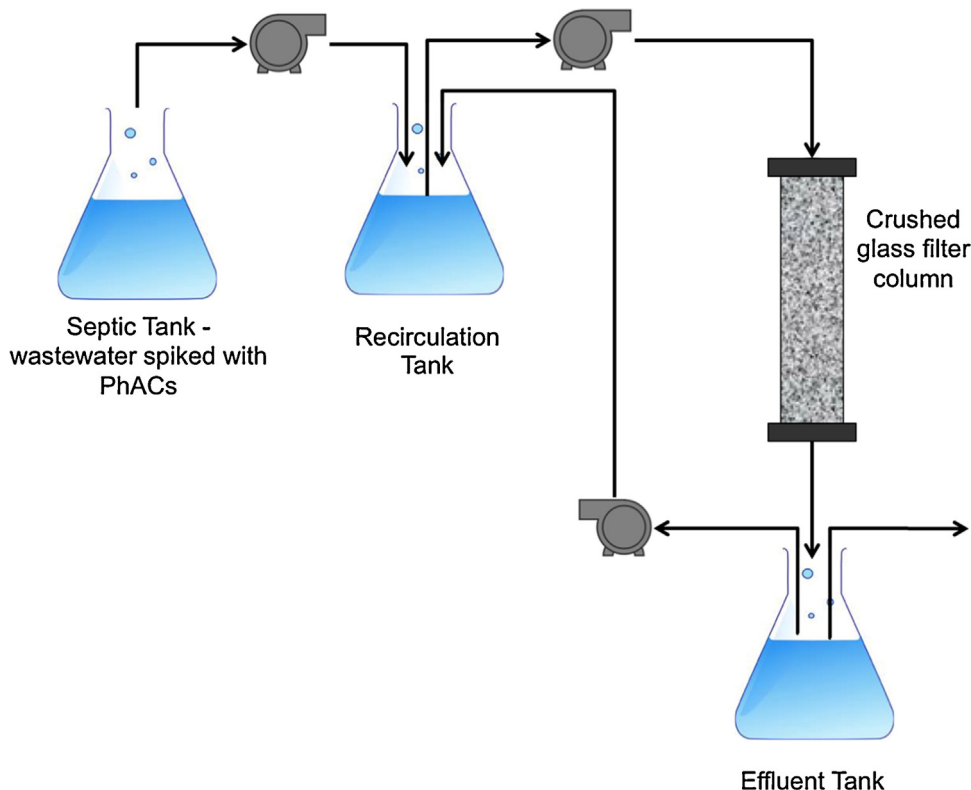 Septic Tank -
wastewater spiked with
PhACs
Recirculation
Tank
Crushed
glass filter
column
Effluent Tank